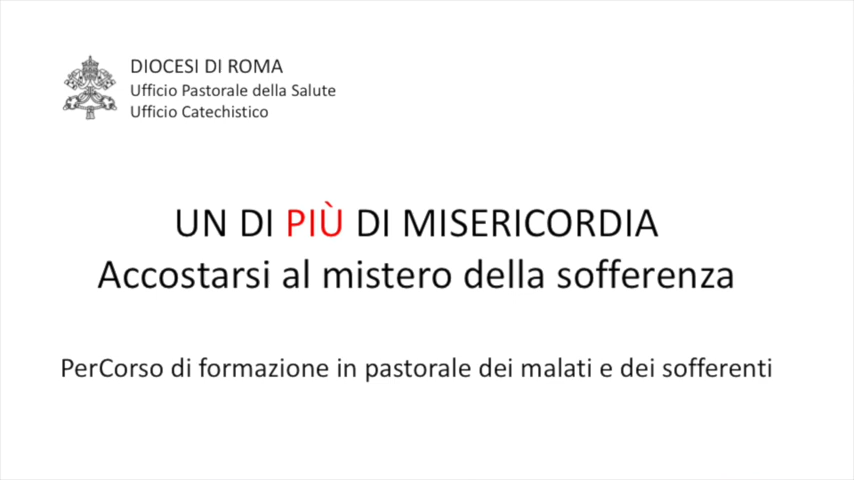 DIOCESI DI ROMA
Ufficio Pastorale della Salute
Ufficio Catechistico
UN DI PIÙ DI MISERICORDIA
Accostarsi al mistero della sofferenza
PerCorso di formazione in pastorale dei malati e dei sofferenti